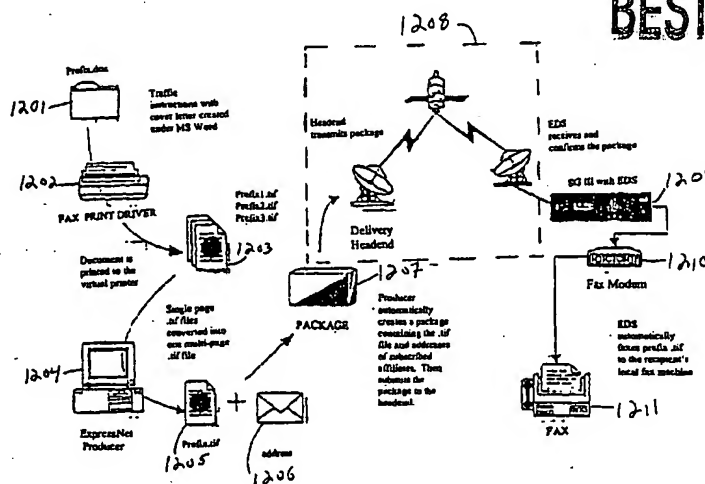 BEST
1208
Prefix.doc
1201
Traffic
instructions with
cover letter created
under MS Word
1202
FAX PRINT DRIVER
Document is
printed to the
virtual printer
Prefix1.tif
Prefix2.tif
Prefix3.tif
1203
Headend
transmits package
Delivery
Headend
EDS
receives and
confirms the package
with EDS
1210
Fax Modem
1207
PACKAGE
Producer
automatically
creates a package
containing the .tif
file and addresses
of subscribed
affiliates. Then
submits the
package to the
headend.
Single page
.tif files
converted into
one multi-page
.tif file
1204
ExpressNet
Producer
Prefix.tif
1205
+
address
1206
EDS
automatically
faxes prefix .tif
to the recipient's
local fax machine
1211
FAX